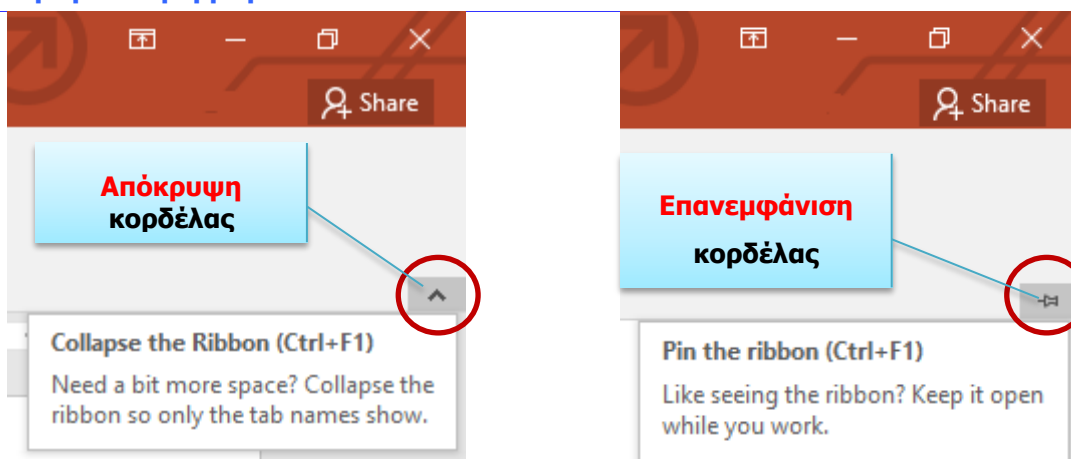 Share
Απόκρυψη
κορδέλας
Collapse the Ribbon (Ctrl+F1)
Need a bit more space? Collapse the
ribbon so only the tab names show.
Share
Επανεμφάνιση
κορδέλας
Pin the ribbon (Ctrl+F1)
Like seeing the ribbon? Keep it open
while you work.